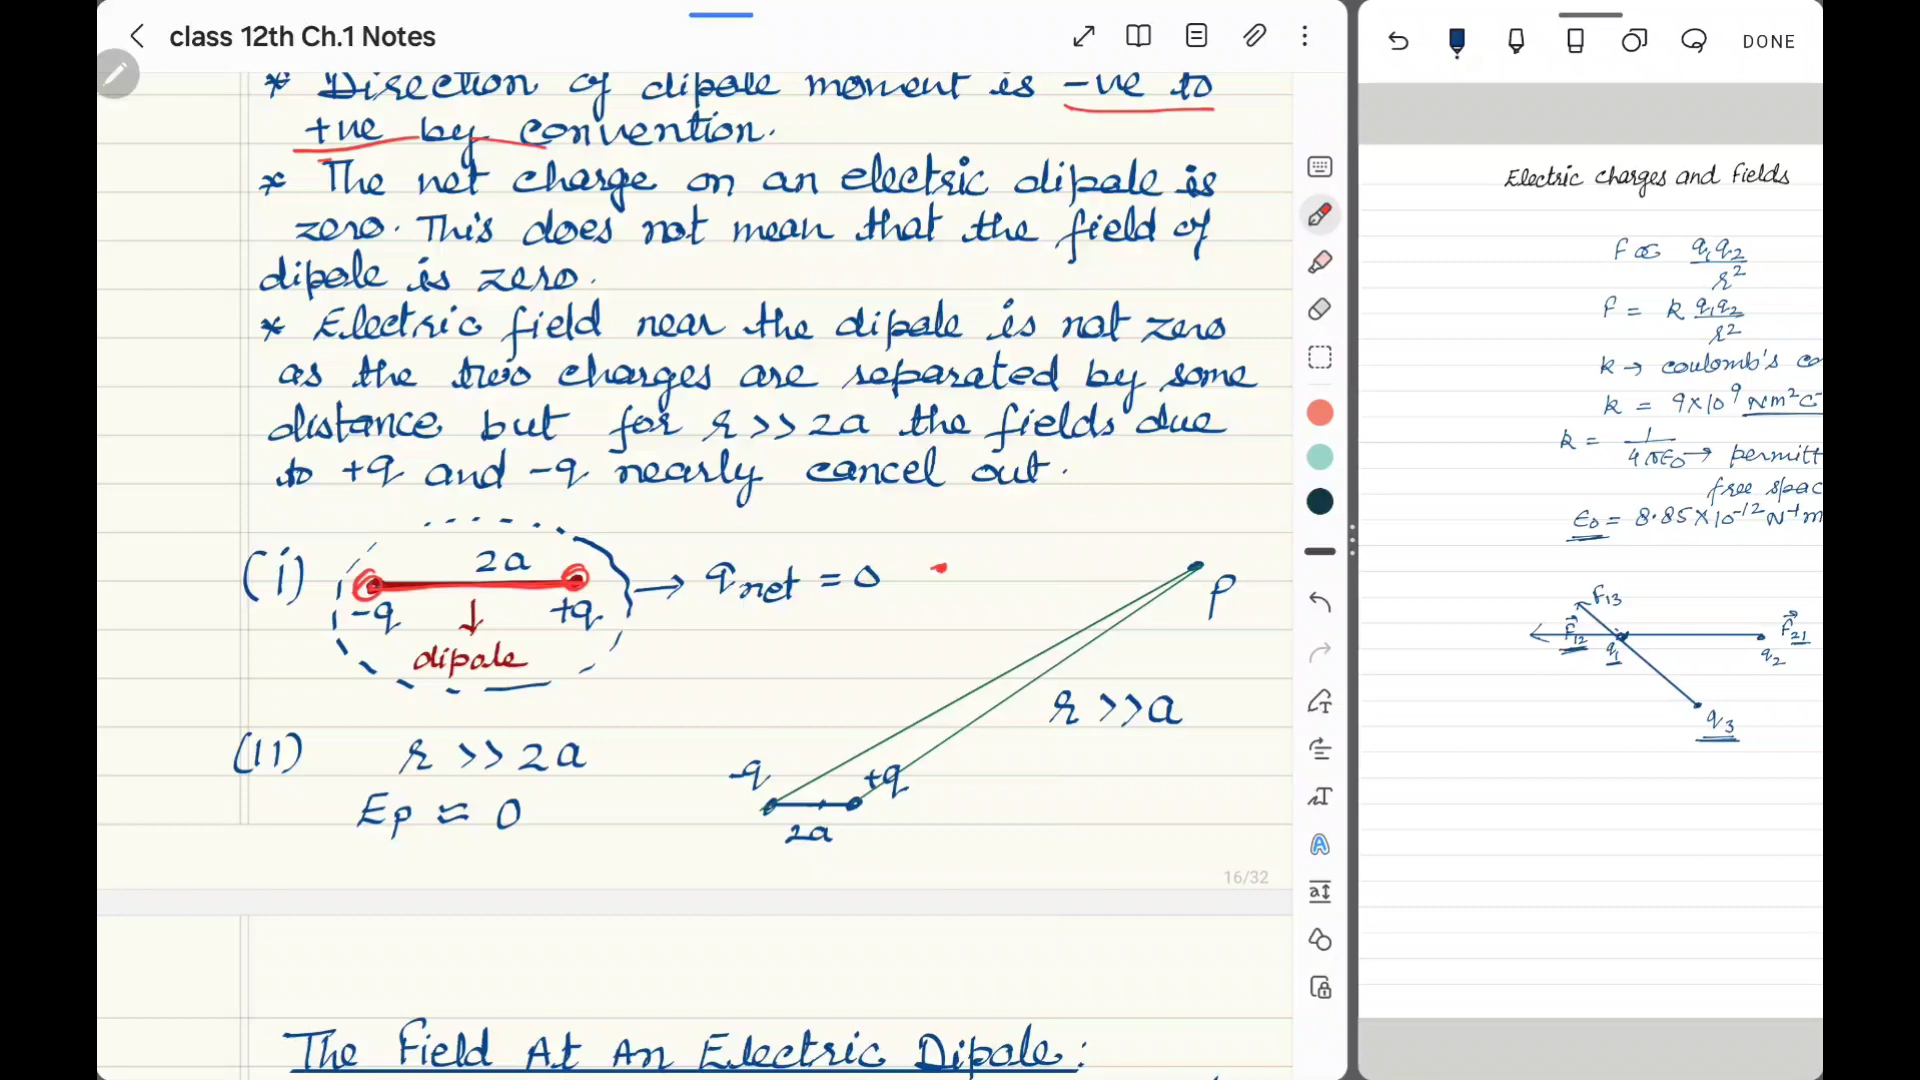 class 12th Ch.1 Notes
* Direction of dipole moment is -ve to
+ve by convention.
* The net charge on an electric dipole is
zero. This does not mean that the field of
dipole is zero.
* Electric field near the dipole is not zero
as the two charges are separated by some
distance but for r >> 2a the fields due
to +q and -q nearly cancel out.
(i) 2a → qnet = 0
-q +q
↓
dipole
P
r >> a
(11) r >> 2a
-q +q
Ep ≈ 0
2a
16/32
The Field At An Electric Dipole:
DONE
Electric charges and fields
F ∝ q1q2/r²
F = k q1q2/r²
k → coulomb's co
k = 9×10⁹ Nm²C⁻
k = 1/4πε0 → permitt
free spac
ε0 = 8.85×10⁻¹² N⁻¹m
F13
F⃗12 q1 F⃗21
q2
q3